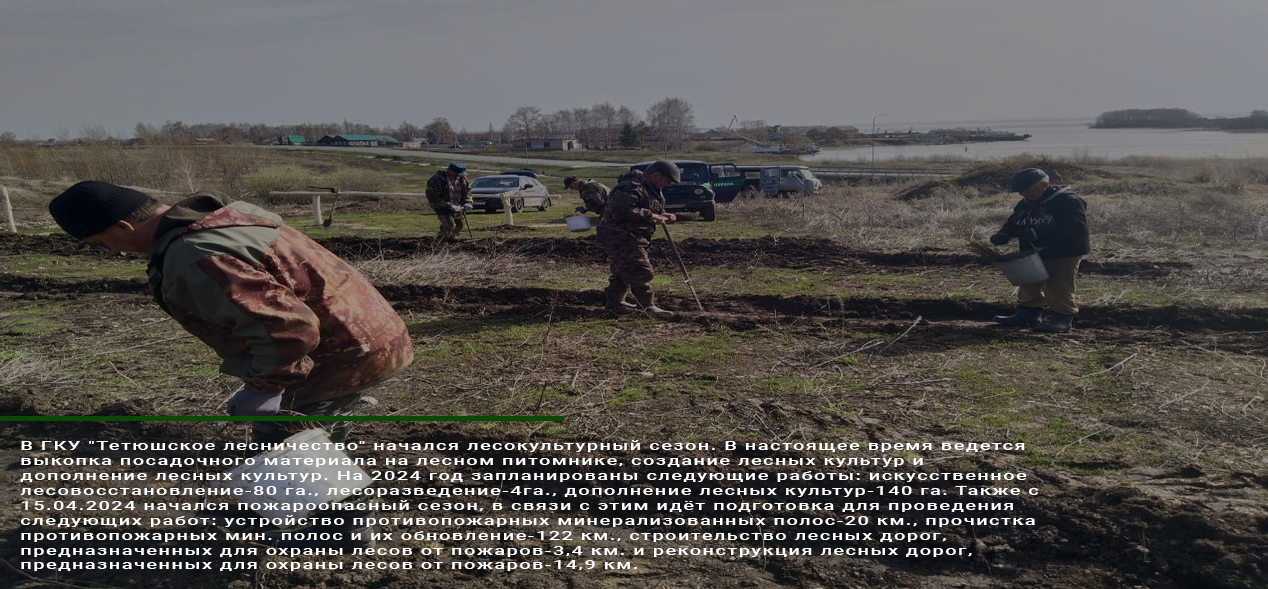 В ГКУ "Тетюшское лесничество" начался лесокультурный сезон. В настоящее время ведется
выкопка посадочного материала на лесном питомнике, создание лесных культур и
дополнение лесных культур. На 2024 год запланированы следующие работы: искусственное
лесовосстановление-80 га., лесоразведение-4га., дополнение лесных культур-140 га. Также с
15.04.2024 начался пожароопасный сезон, в связи с этим идёт подготовка для проведения
следующих работ: устройство противопожарных минерализованных полос-20 км., прочистка
противопожарных мин. полос и их обновление-122 км., строительство лесных дорог,
предназначенных для охраны лесов от пожаров-3,4 км. и реконструкция лесных дорог,
предназначенных для охраны лесов от пожаров-14,9 км.